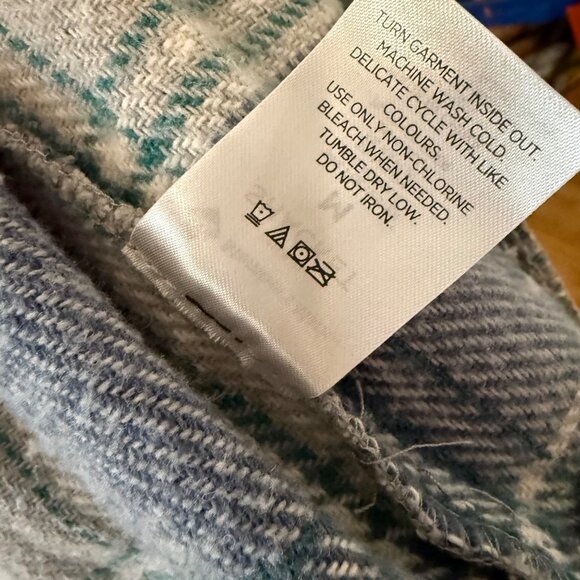 TURN GARMENT INSIDE OUT.
MACHINE WASH COLD.
DELICATE CYCLE WITH LIKE
COLOURS.
USE ONLY NON-CHLORINE
BLEACH WHEN NEEDED.
TUMBLE DRY LOW.
DO NOT IRON.
M